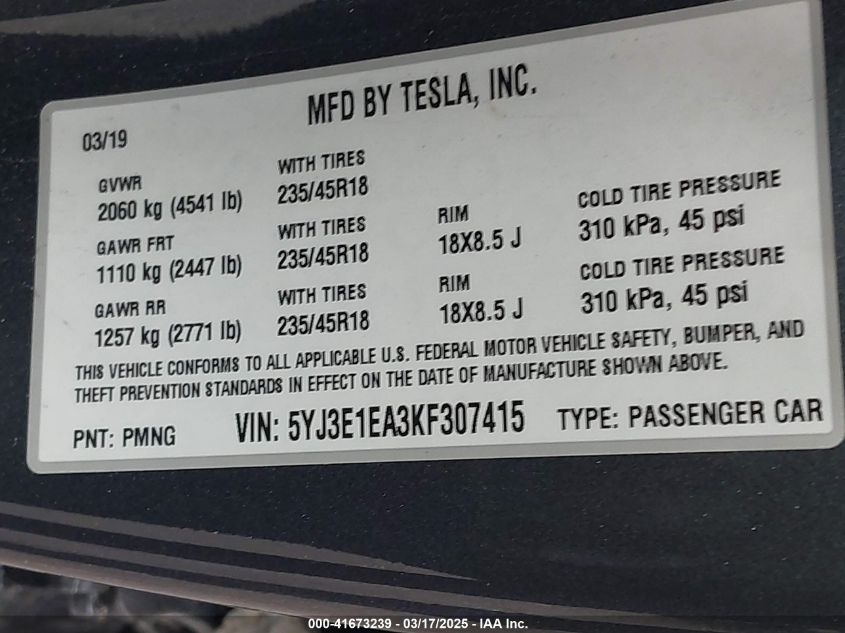 MFD BY TESLA, INC.
03/19
GVWR
2060 kg (4541 lb)
WITH TIRES
235/45R18
GAWR FRT
1110 kg (2447 lb)
WITH TIRES
235/45R18
RIM
18X8.5 J
COLD TIRE PRESSURE
310 kPa, 45 psi
GAWR RR
1257 kg (2771 lb)
WITH TIRES
235/45R18
RIM
18X8.5 J
COLD TIRE PRESSURE
310 kPa, 45 psi
THIS VEHICLE CONFORMS TO ALL APPLICABLE U.S. FEDERAL MOTOR VEHICLE SAFETY, BUMPER, AND
THEFT PREVENTION STANDARDS IN EFFECT ON THE DATE OF MANUFACTURE SHOWN ABOVE.
PNT: PMNG VIN: 5YJ3E1EA3KF307415 TYPE: PASSENGER CAR
000-41673239 - 03/17/2025 - IAA Inc.